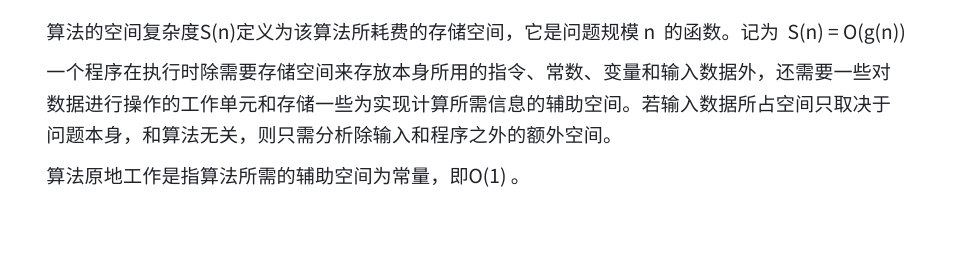 算法的空间复杂度S(n)定义为该算法所耗费的存储空间，它是问题规模 n 的函数。记为 S(n) = O(g(n))
一个程序在执行时除需要存储空间来存放本身所用的指令、常数、变量和输入数据外，还需要一些对
数据进行操作的工作单元和存储一些为实现计算所需信息的辅助空间。若输入数据所占空间只取决于
问题本身，和算法无关，则只需分析除输入和程序之外的额外空间。
算法原地工作是指算法所需的辅助空间为常量，即O(1) 。